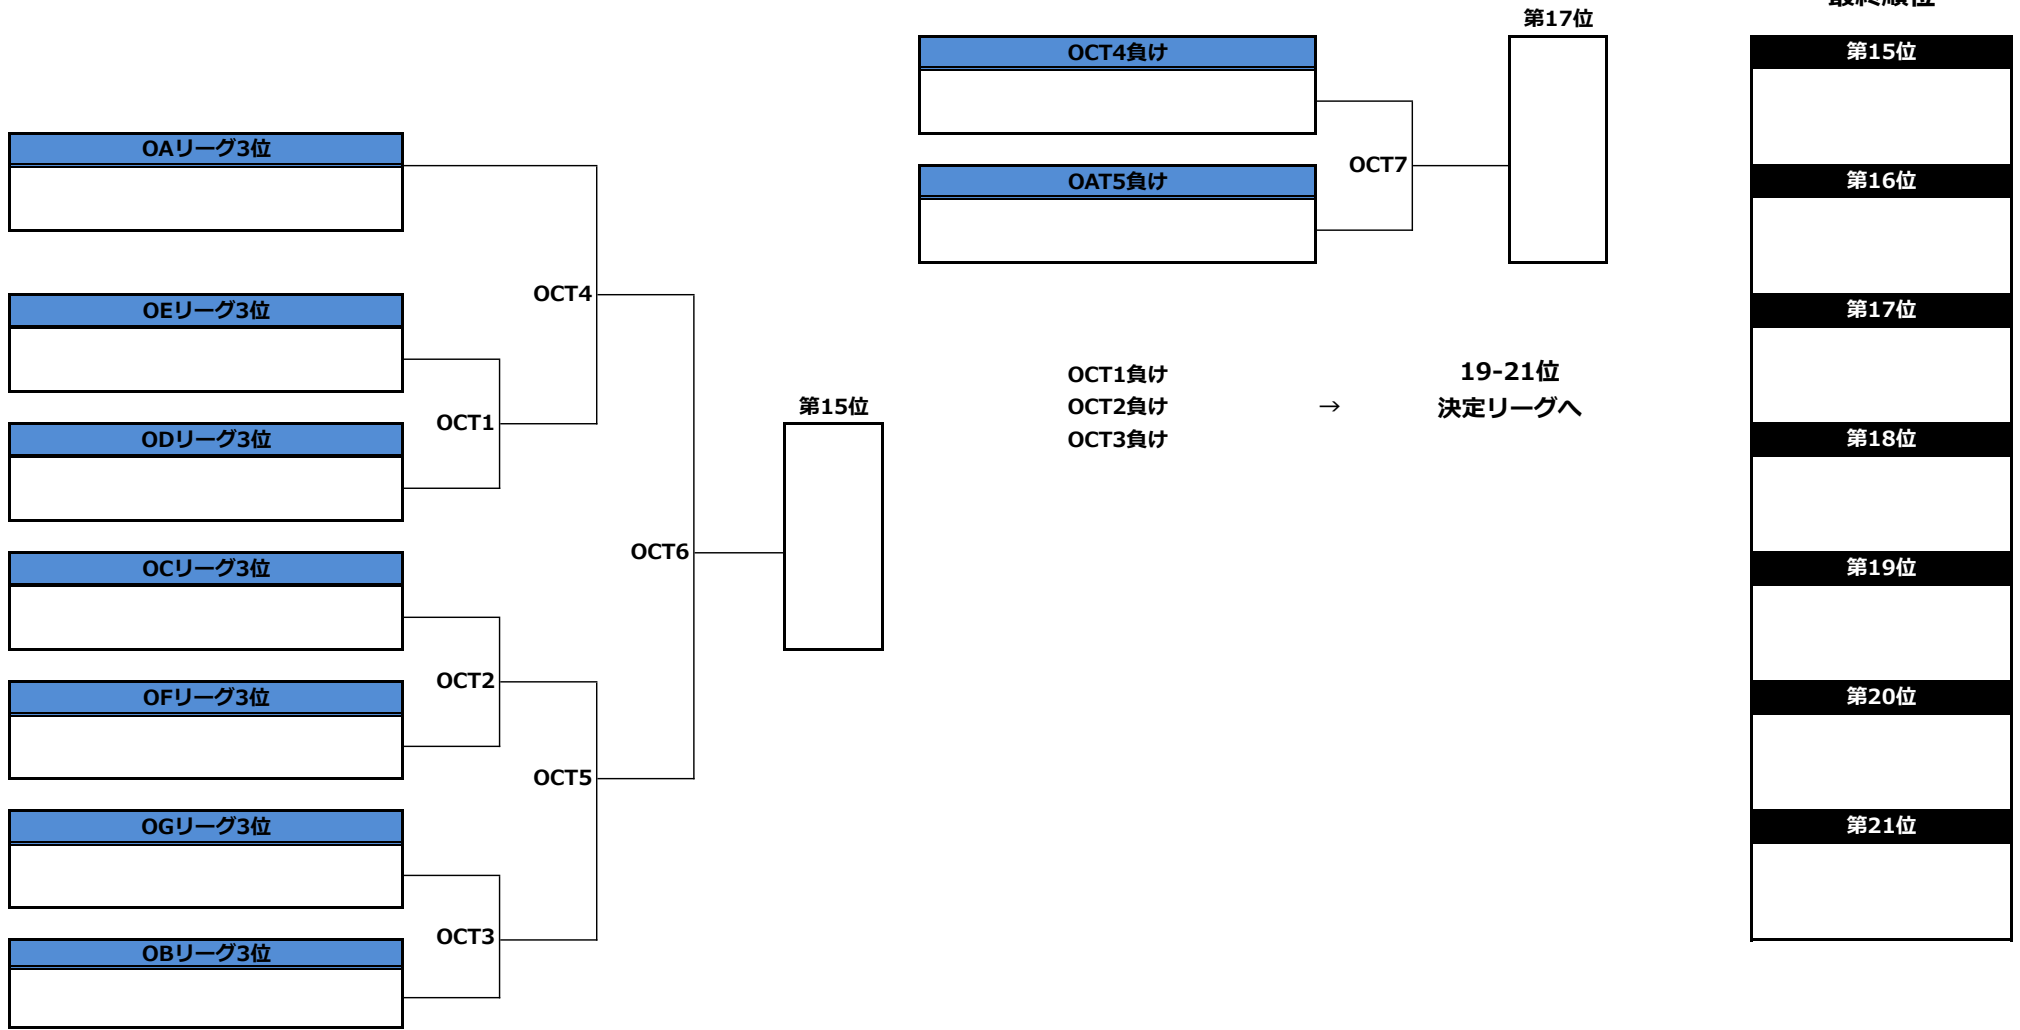 第17位
OCT4負け
OCT7
OAT5負け
OAリーグ3位
OCT4
OEリーグ3位
OCT1
ODリーグ3位
OCT6
第15位
OCリーグ3位
OCT2
OFリーグ3位
OCT5
OGリーグ3位
OCT3
OBリーグ3位
OCT1負け
OCT2負け
OCT3負け
→
19-21位
決定リーグへ
最終順位
第15位
第16位
第17位
第18位
第19位
第20位
第21位